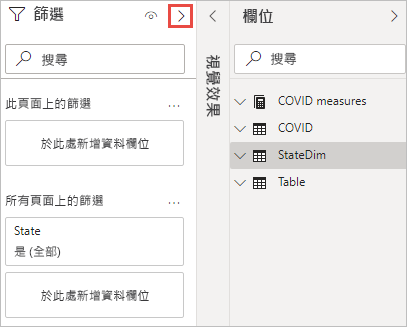 篩選
搜尋
此頁面上的篩選
...
於此處新增資料欄位
所有頁面上的篩選
...
State
是 (全部)
於此處新增資料欄位
視覺效果
欄位
搜尋
COVID measures
COVID
StateDim
Table